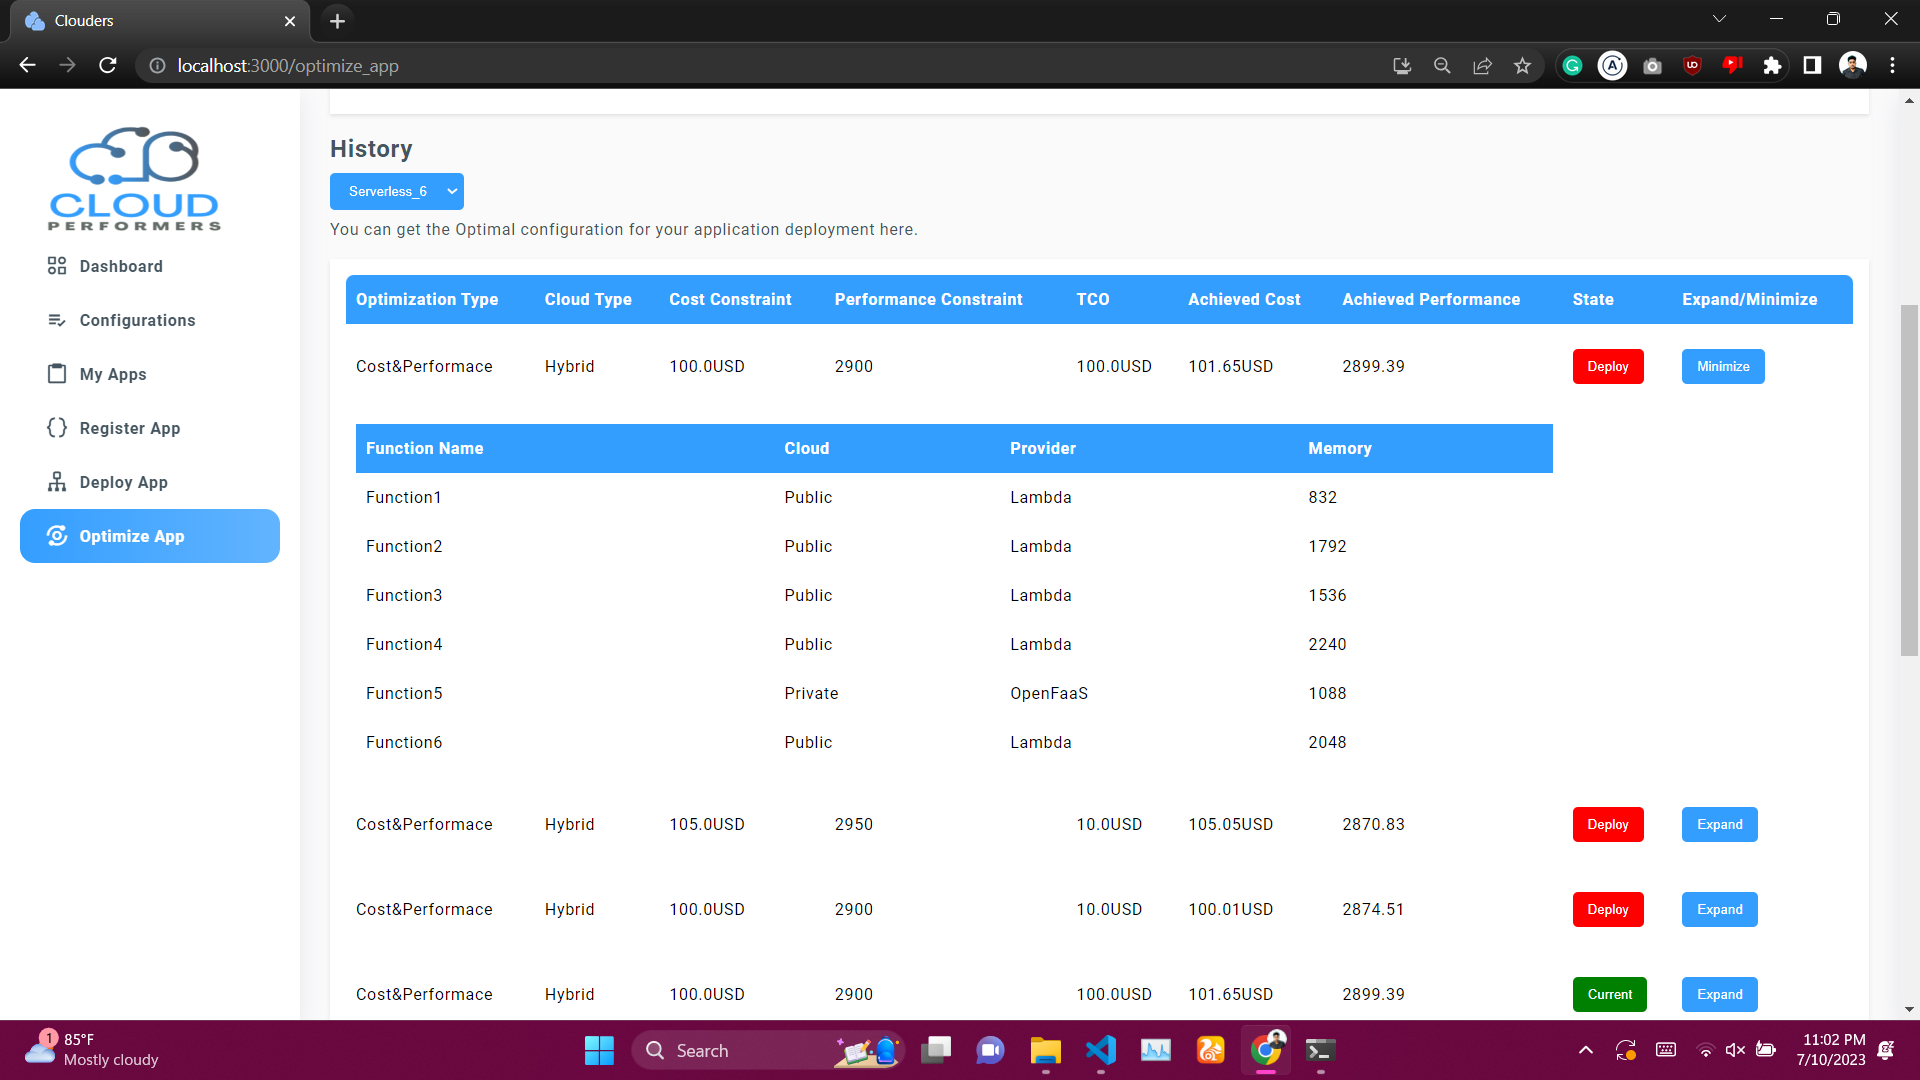 Clouders
localhost:3000/optimize_app
CLOUD
PERFORMERS
Dashboard
Configurations
My Apps
Register App
Deploy App
Optimize App
History
Serverless_6
You can get the Optimal configuration for your application deployment here.
Optimization Type Cloud Type Cost Constraint Performance Constraint TCO Achieved Cost Achieved Performance State Expand/Minimize
Cost&Performace Hybrid 100.0USD 2900 100.0USD 101.65USD 2899.39 Deploy Minimize
Function Name Cloud Provider Memory
Function1 Public Lambda 832
Function2 Public Lambda 1792
Function3 Public Lambda 1536
Function4 Public Lambda 2240
Function5 Private OpenFaaS 1088
Function6 Public Lambda 2048
Cost&Performace Hybrid 105.0USD 2950 10.0USD 105.05USD 2870.83 Deploy Expand
Cost&Performace Hybrid 100.0USD 2900 10.0USD 100.01USD 2874.51 Deploy Expand
Cost&Performace Hybrid 100.0USD 2900 100.0USD 101.65USD 2899.39 Current Expand
1 85°F
Mostly cloudy
Search
11:02 PM
7/10/2023